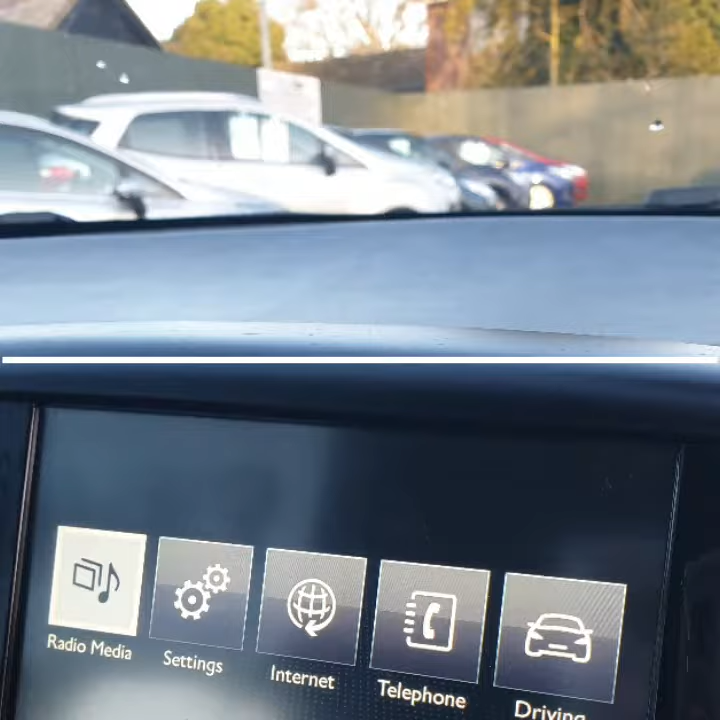 Radio Media
Settings
Internet
Telephone
Driving